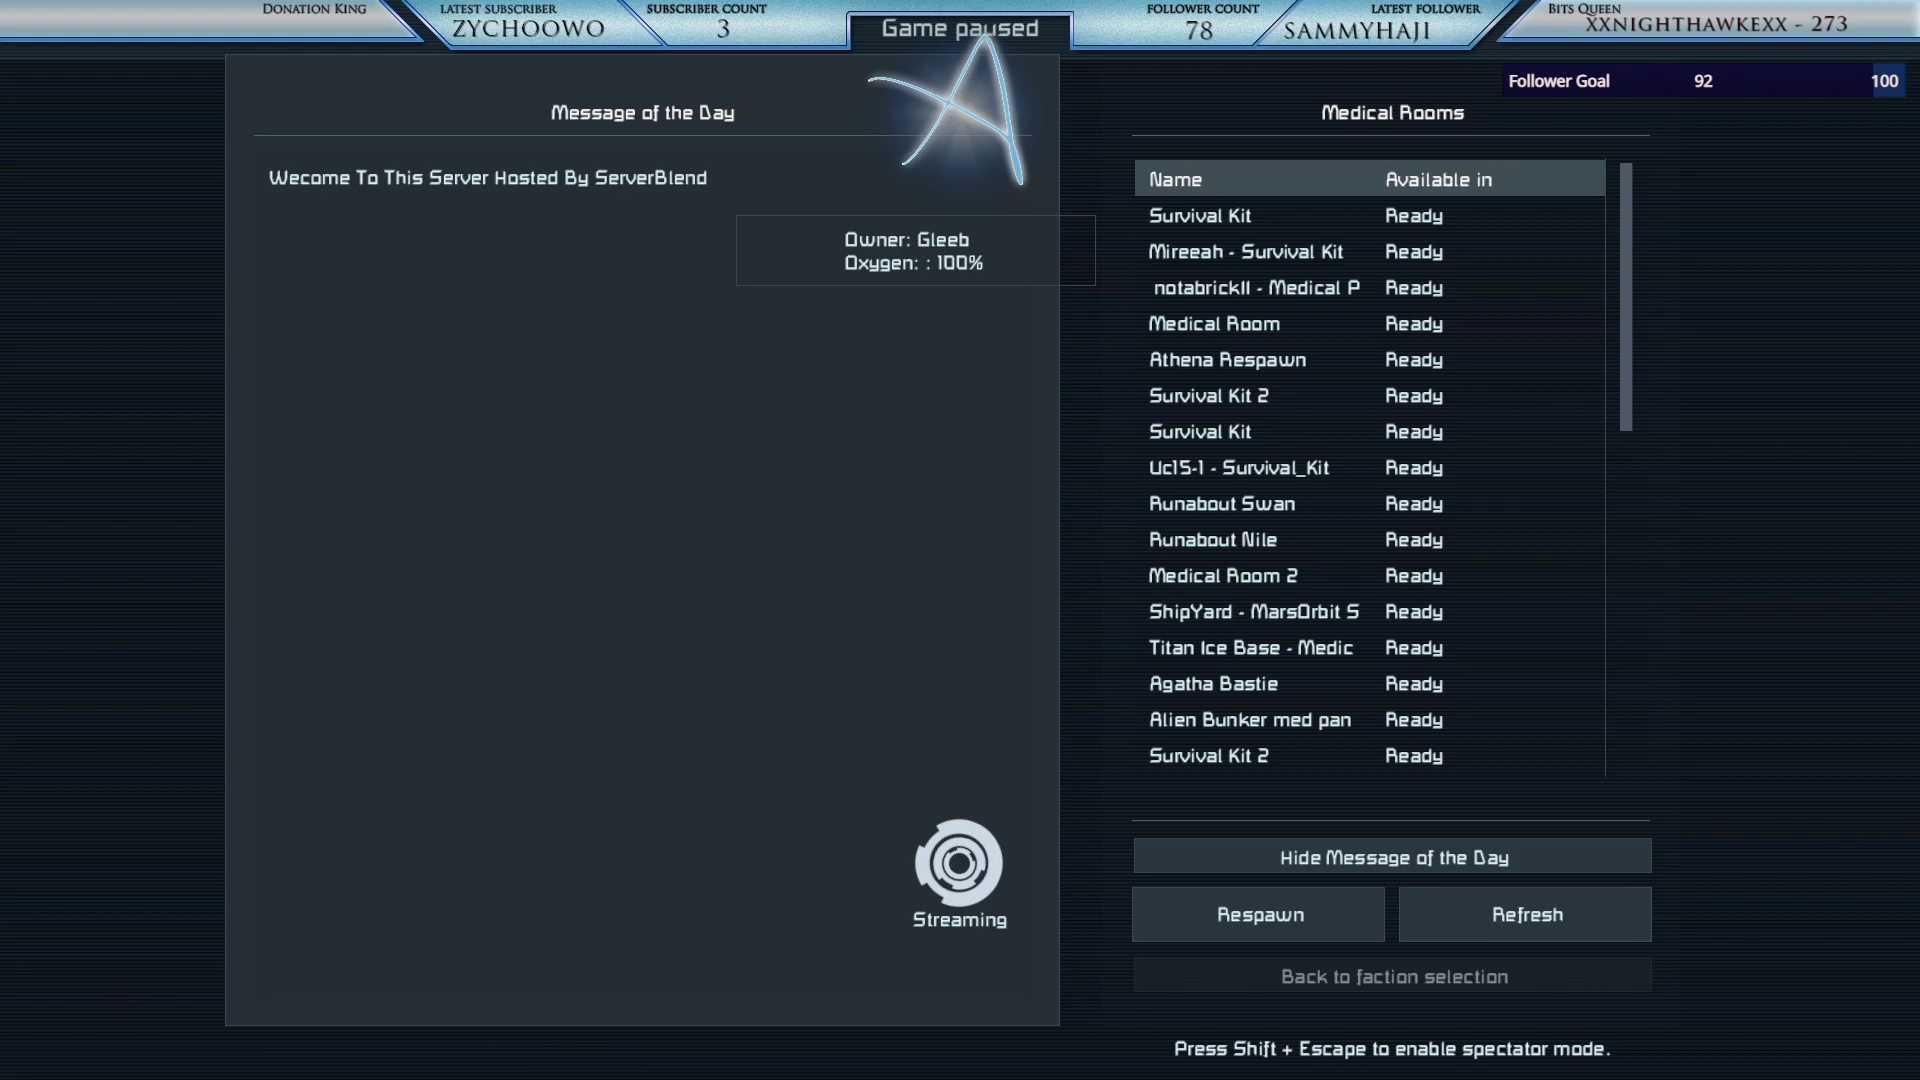 Donation King
Latest Subscriber
Zychoowo
Subscriber Count
3
Game paused
Follower Count
78
Latest Follower
SammyHaji
Bits Queen
xXNightHawkeXx - 273
Follower Goal 92 100
Message of the Day
Wecome To This Server Hosted By ServerBlend
Owner: Gleeb
Oxygen: : 100%
Streaming
Medical Rooms
Name Available in
Survival Kit Ready
Mireeah - Survival Kit Ready
notabrick11 - Medical P Ready
Medical Room Ready
Athena Respawn Ready
Survival Kit 2 Ready
Survival Kit Ready
Uc15-1 - Survival_Kit Ready
Runabout Swan Ready
Runabout Nile Ready
Medical Room 2 Ready
ShipYard - MarsOrbit S Ready
Titan Ice Base - Medic Ready
Agatha Bastie Ready
Alien Bunker med pan Ready
Survival Kit 2 Ready
Hide Message of the Day
Respawn Refresh
Back to faction selection
Press Shift + Escape to enable spectator mode.